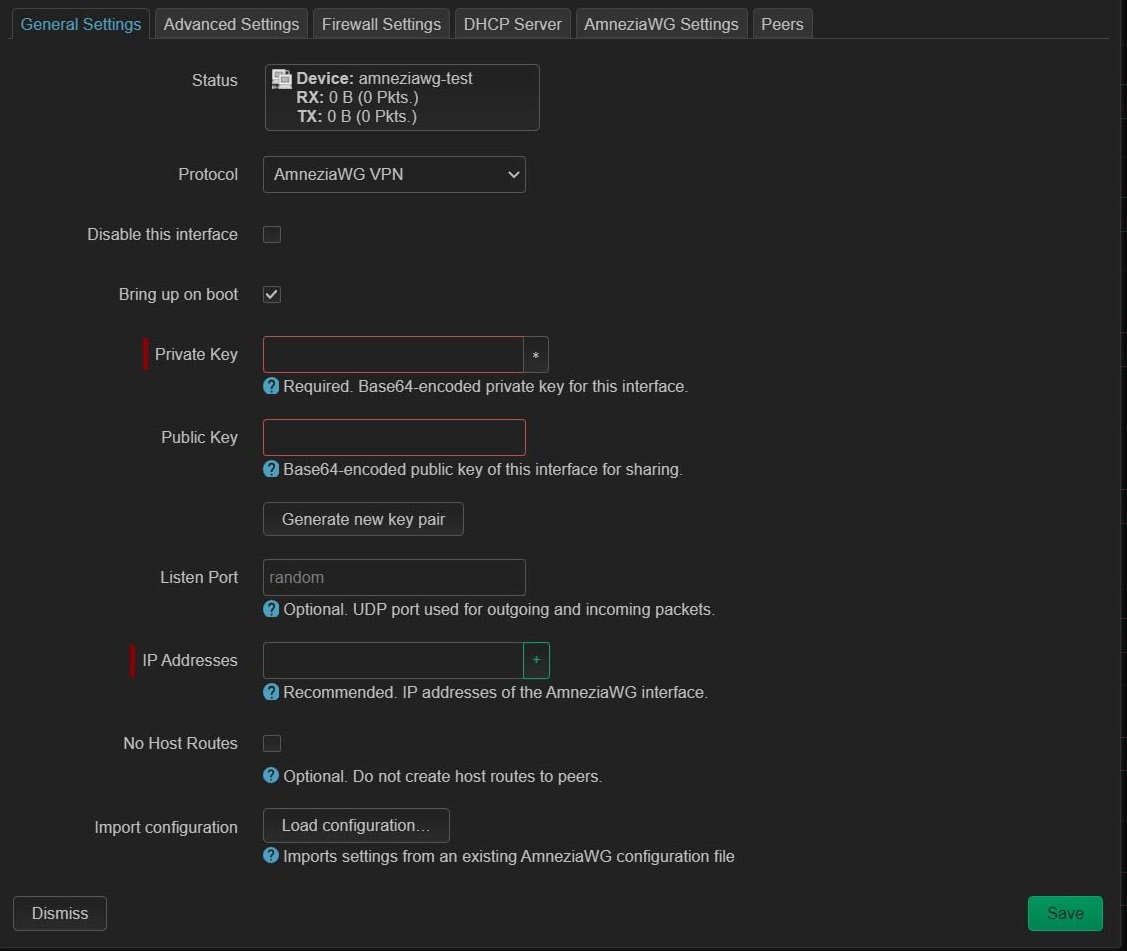 General Settings
Advanced Settings
Firewall Settings
DHCP Server
AmneziaWG Settings
Peers
Status
Device: amneziawg-test
RX: 0 B (0 Pkts.)
TX: 0 B (0 Pkts.)
Protocol
AmneziaWG VPN
Disable this interface
Bring up on boot
Private Key
*
? Required. Base64-encoded private key for this interface.
Public Key
? Base64-encoded public key of this interface for sharing.
Generate new key pair
Listen Port
random
? Optional. UDP port used for outgoing and incoming packets.
IP Addresses
+
? Recommended. IP addresses of the AmneziaWG interface.
No Host Routes
? Optional. Do not create host routes to peers.
Import configuration
Load configuration…
? Imports settings from an existing AmneziaWG configuration file
Dismiss
Save